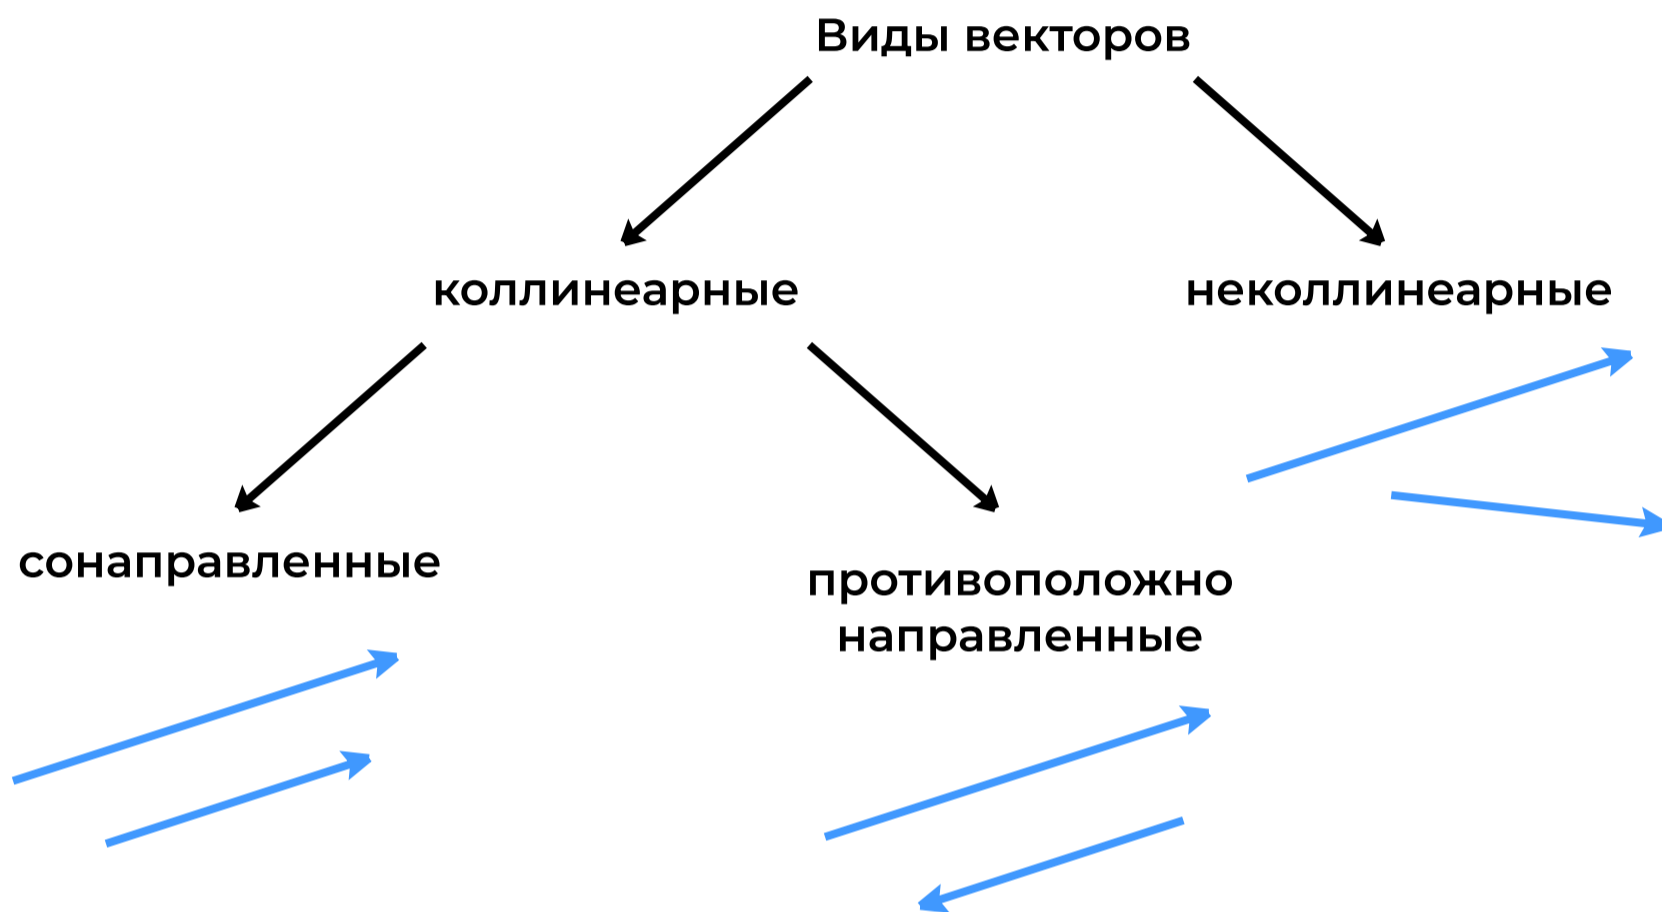 Виды векторов
коллинеарные
неколлинеарные
сонаправленные
противоположно
направленные